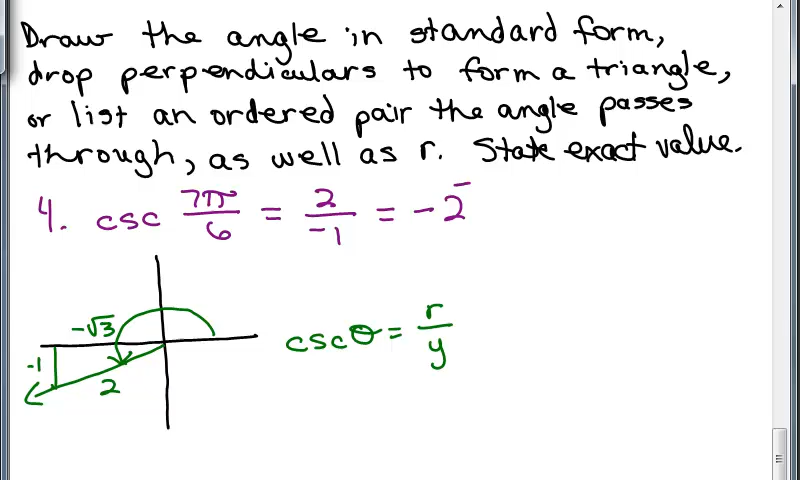 Draw the angle in standard form,
drop perpendiculars to form a triangle,
or list an ordered pair the angle passes
through, as well as r. State exact value.
4. csc 7π/6 = 2/-1 = -2
-√3
-1
2
cscθ = r/y